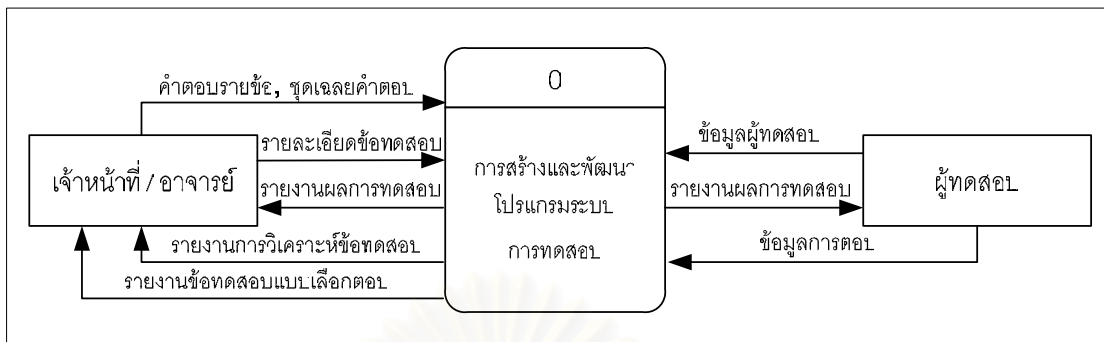 คำตอบรายข้อ, ชุดเฉลยคำตอบ
0
รายละเอียดข้อทดสอบ
ข้อมูลผู้ทดสอบ
เจ้าหน้าที่ / อาจารย์
การสร้างและพัฒนา
ผู้ทดสอบ
รายงานผลการทดสอบ
โปรแกรมระบบ
รายงานผลการทดสอบ
การทดสอบ
รายงานการวิเคราะห์ข้อทดสอบ
ข้อมูลการตอบ
รายงานข้อทดสอบแบบเลือกตอบ